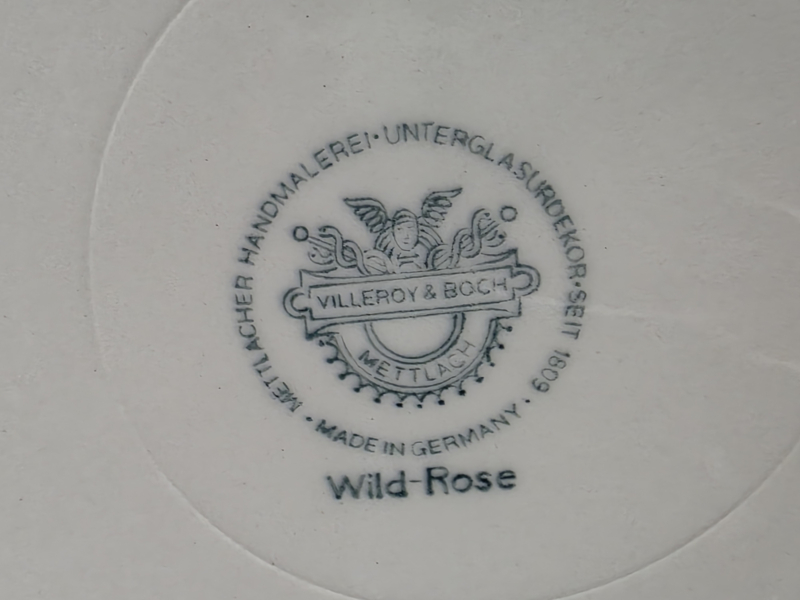 METTLACHER HANDMALEREI · UNTERGLASURDEKOR · SEIT 1809 ·
VILLEROY & BOCH
METTLACH
MADE IN GERMANY ·
Wild-Rose